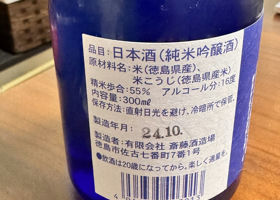 品目:日本酒(純米吟醸酒)
原材料名:米(徳島県産)、
米こうじ(徳島県産米)
精米歩合:55% アルコール分:16度
内容量:300ml
保存方法:直射日光を避け、冷暗所で保管。
製造年月: 24.10.
製造者:有限会社 斎藤酒造場
徳島市佐古七番町7番1号
●飲酒は20歳になってから。楽しく適量を。